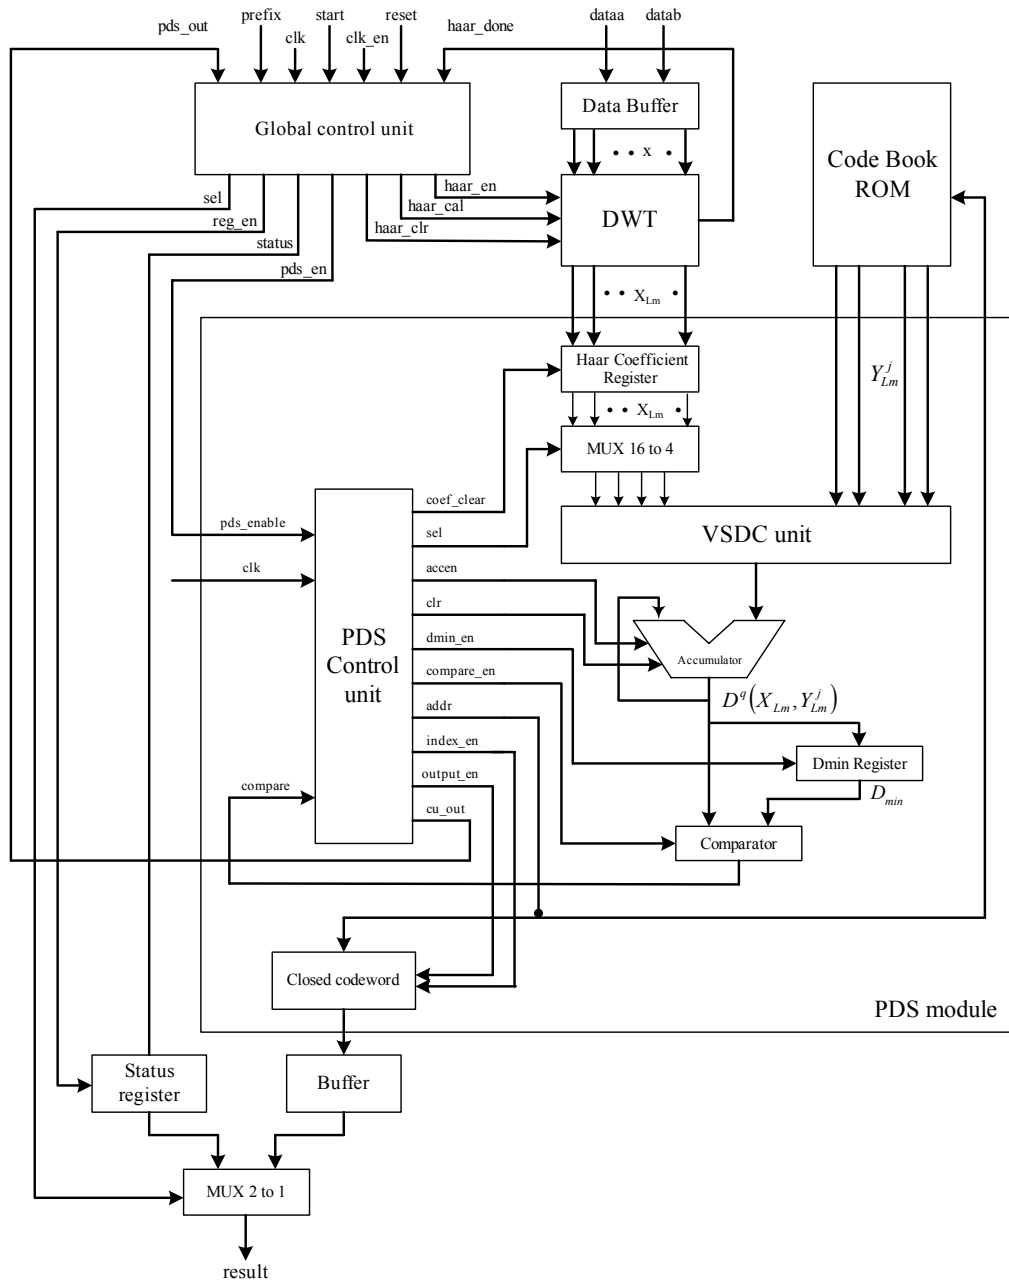 pds_out
prefix
clk
start
clk_en
reset
haar_done
dataa
datab
Global control unit
Data Buffer
Code Book
ROM
x
sel
reg_en
status
pds_en
haar_en
haar_cal
haar_clr
DWT
X_Lm
Haar Coefficient
Register
X_Lm
Y^j_Lm
MUX 16 to 4
coef_clear
sel
pds_enable
clk
VSDC unit
accen
clr
dmin_en
compare_en
addr
index_en
output_en
cu_out
compare
PDS
Control
unit
Accumulator
D^q(X_Lm, Y^j_Lm)
Dmin Register
D_min
Comparator
Closed codeword
PDS module
Status
register
Buffer
MUX 2 to 1
result